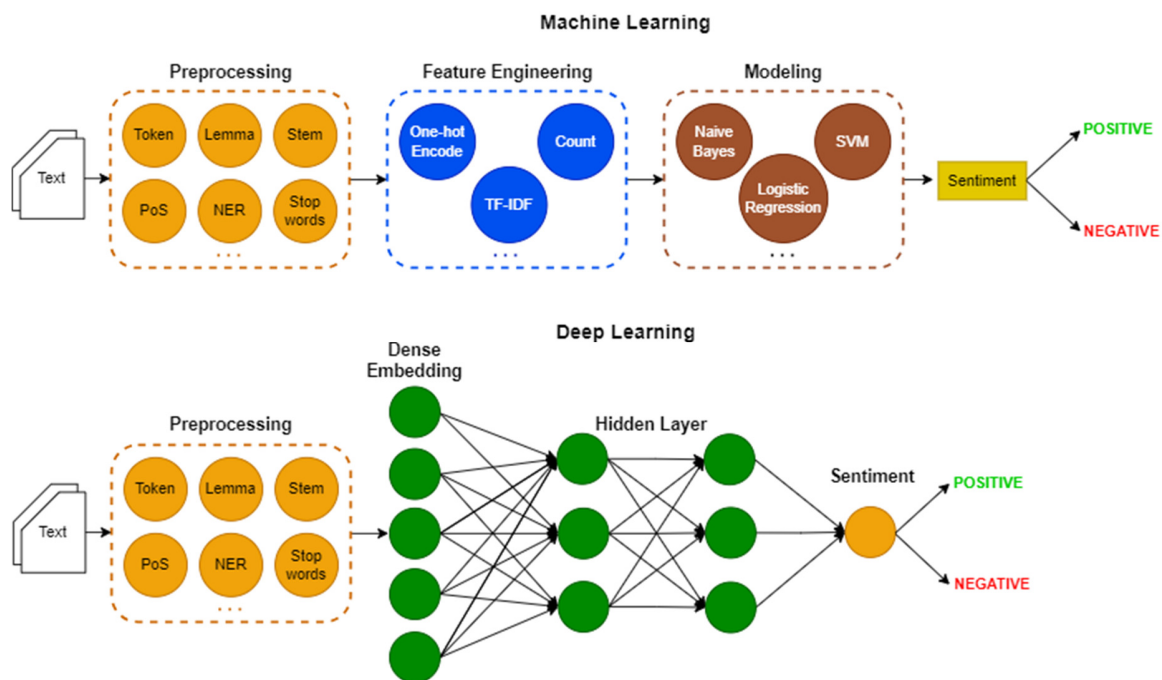 Machine Learning
Preprocessing
Feature Engineering
Modeling
Text
Token
Lemma
Stem
PoS
NER
Stop
words
...
One-hot
Encode
Count
TF-IDF
...
Naive
Bayes
SVM
Logistic
Regression
...
Sentiment
POSITIVE
NEGATIVE
Deep Learning
Preprocessing
Dense
Embedding
Hidden Layer
Sentiment
Text
Token
Lemma
Stem
PoS
NER
Stop
words
...
POSITIVE
NEGATIVE